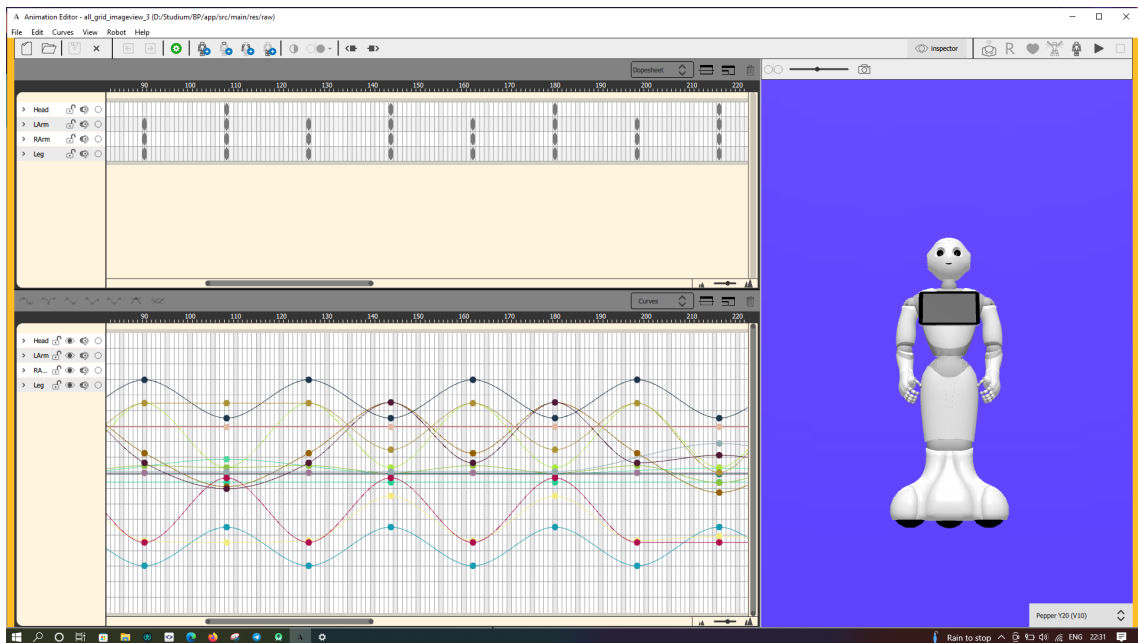 Animation Editor - all_grid_imageview_3 (D:/Studium/BP/app/src/main/res/raw)
File Edit Curves View Robot Help
Inspector
R
Dopesheet
90 100 110 120 130 140 150 160 170 180 190 200 210 220
Head
LArm
RArm
Leg
Curves
90 100 110 120 130 140 150 160 170 180 190 200 210 220
Head
LArm
RA...
Leg
Pepper Y20 (V10)
Rain to stop ENG 22:31